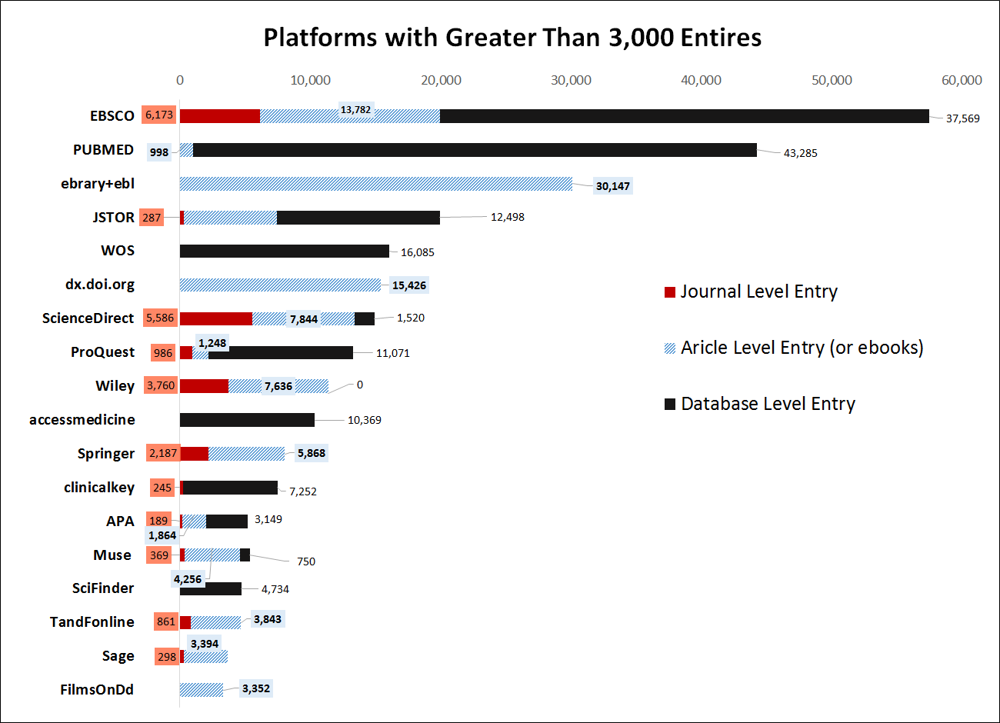 Platforms with Greater Than 3,000 Entires
0 10,000 20,000 30,000 40,000 50,000 60,000
EBSCO 6,173 13,782 37,569
PUBMED 998 43,285
ebrary+ebl 30,147
JSTOR 287 12,498
WOS 16,085
dx.doi.org 15,426
ScienceDirect 5,586 7,844 1,520
ProQuest 986 1,248 11,071
Wiley 3,760 7,636 0
accessmedicine 10,369
Springer 2,187 5,868
clinicalkey 245 7,252
APA 189 1,864 3,149
Muse 369 4,256 750
SciFinder 4,734
TandFonline 861 3,843
Sage 298 3,394
FilmsOnDd 3,352
Journal Level Entry
Aricle Level Entry (or ebooks)
Database Level Entry